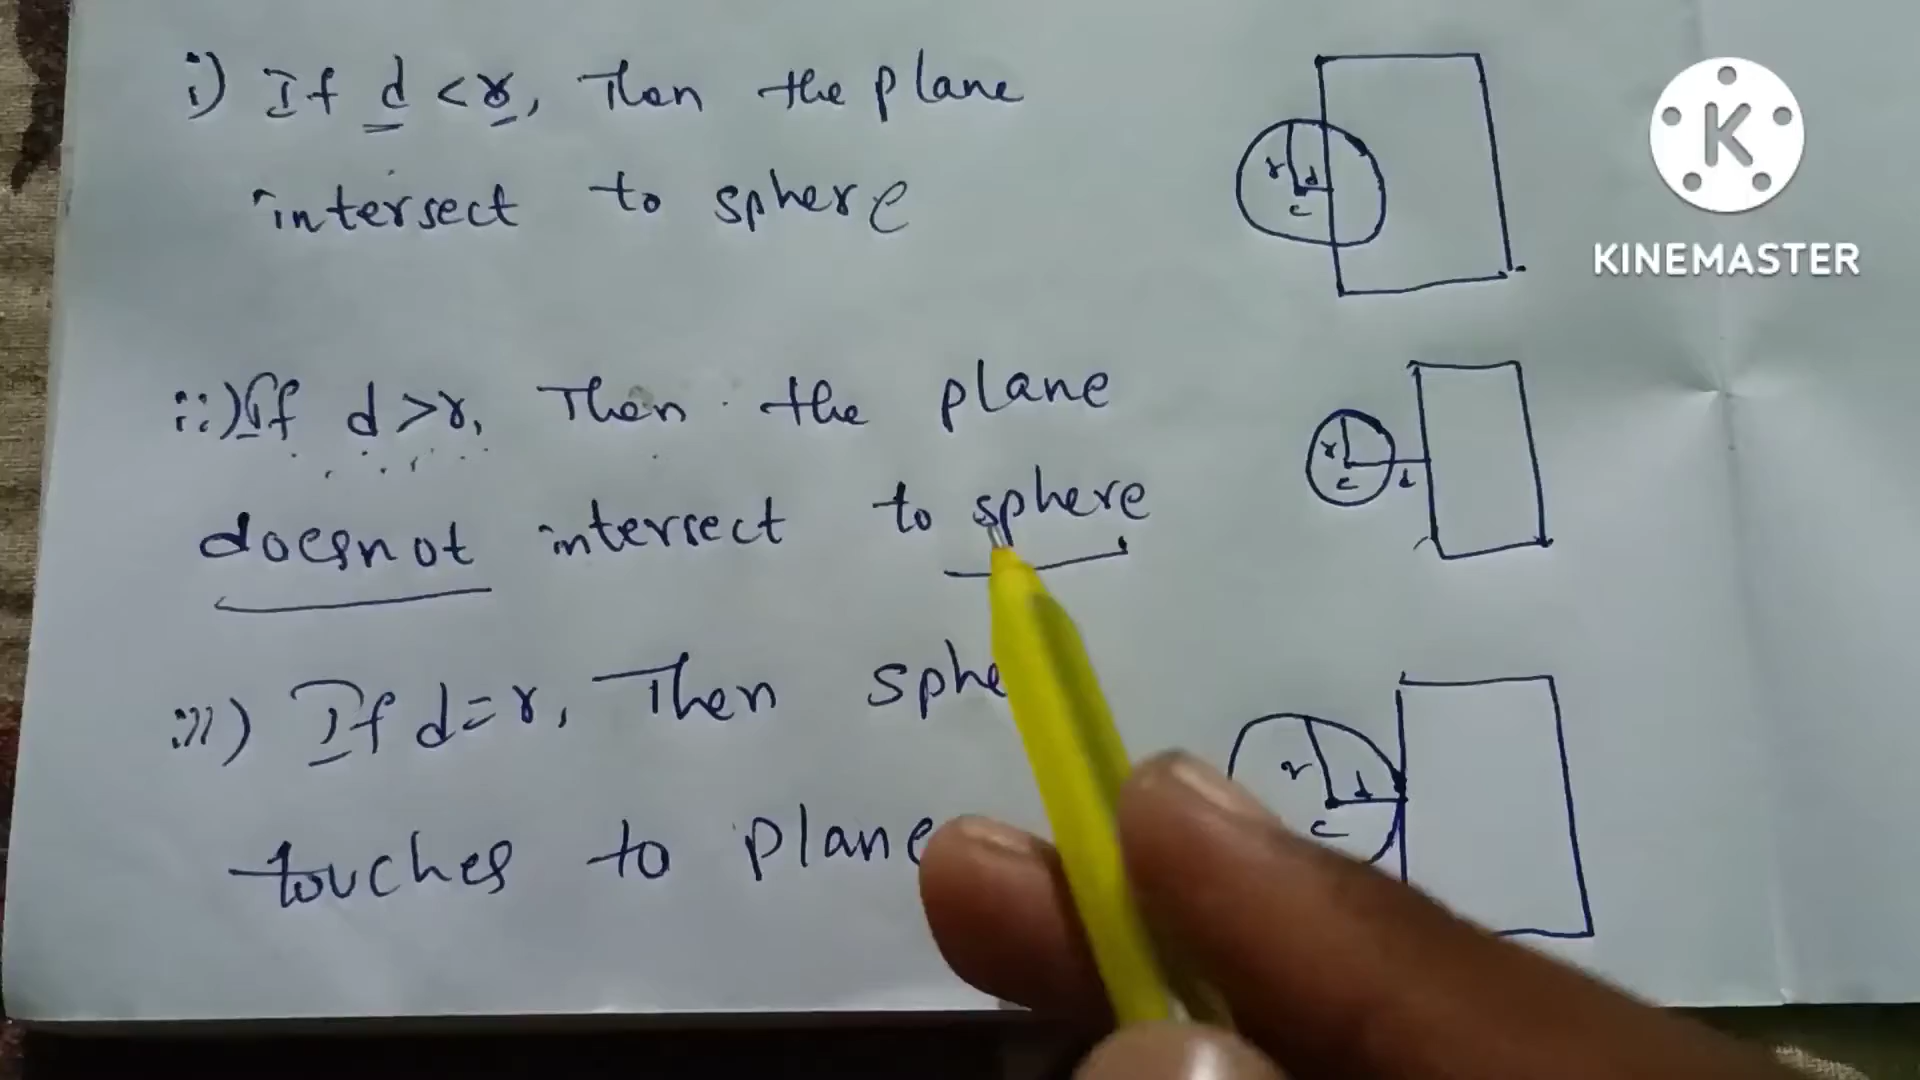 i) If d < r, Then the plane
intersect to sphere
ii) If d > r, Then the plane
doesnot intersect to sphere
iii) If d = r, Then sphe
touches to plane
r d
c
r
c d
r d
c
K
KINEMASTER